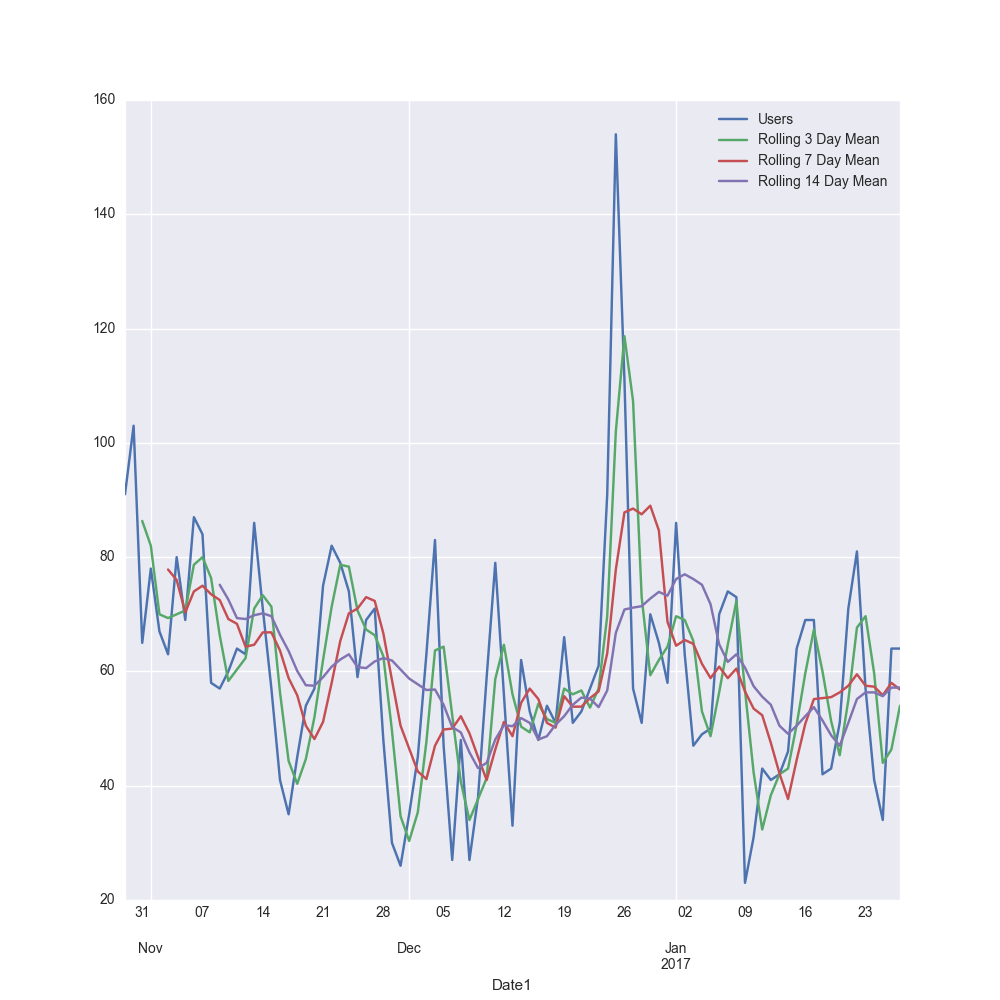 160
140
120
100
80
60
40
20
Users
Rolling 3 Day Mean
Rolling 7 Day Mean
Rolling 14 Day Mean
31 07 14 21 28 05 12 19 26 02 09 16 23
Nov Dec Jan
2017
Date1